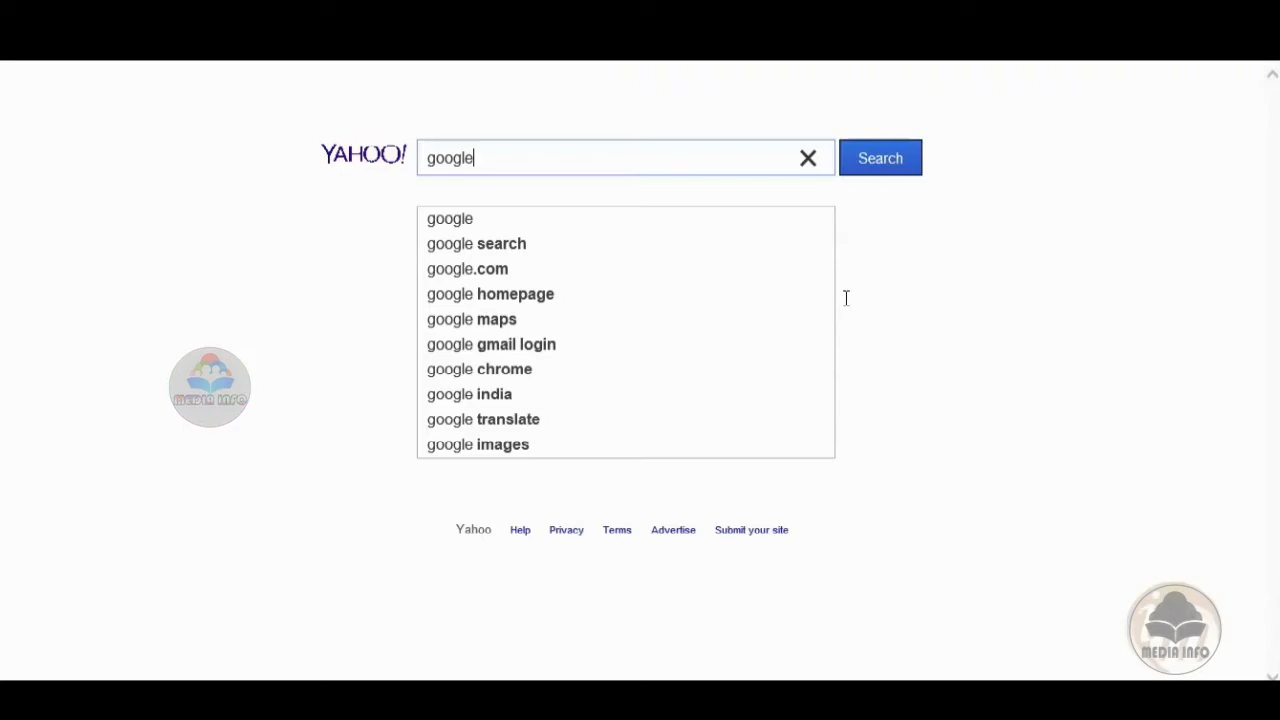 YAHOO! google Search
google
google search
google.com
google homepage
google maps
google gmail login
google chrome
google india
google translate
google images
MEDIA INFO
Yahoo Help Privacy Terms Advertise Submit your site
MEDIA INFO